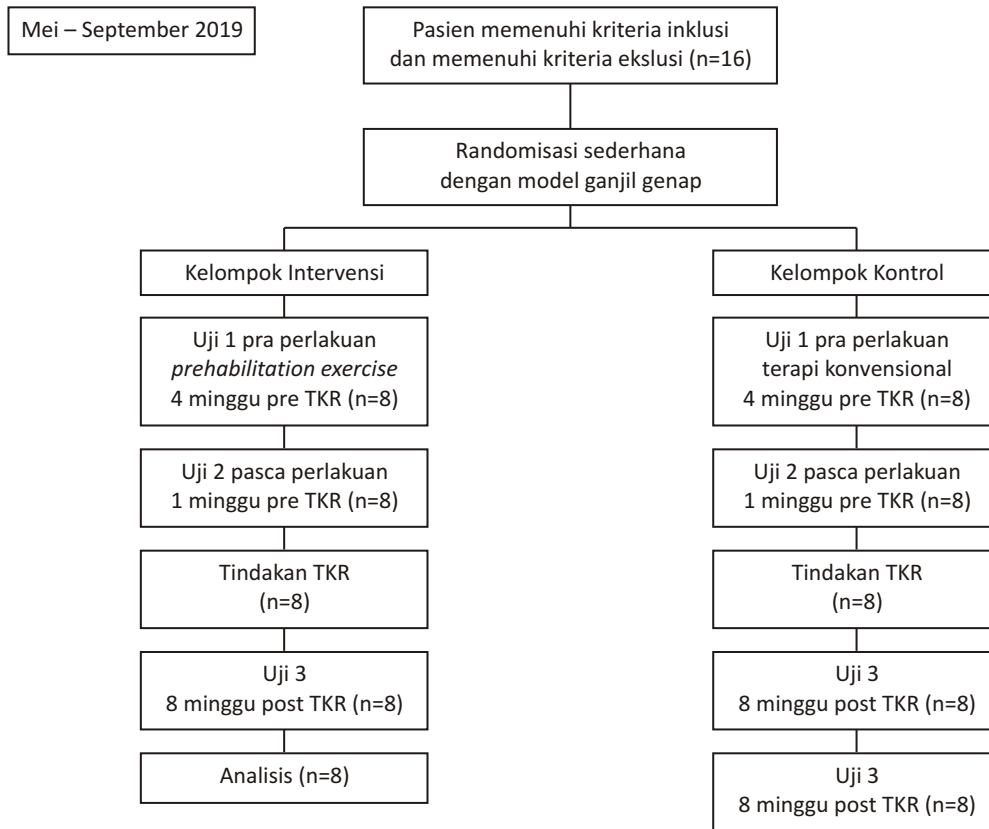 Mei – September 2019
Pasien memenuhi kriteria inklusi
dan memenuhi kriteria ekslusi (n=16)
Randomisasi sederhana
dengan model ganjil genap
Kelompok Intervensi
Kelompok Kontrol
Uji 1 pra perlakuan
prehabilitation exercise
4 minggu pre TKR (n=8)
Uji 1 pra perlakuan
terapi konvensional
4 minggu pre TKR (n=8)
Uji 2 pasca perlakuan
1 minggu pre TKR (n=8)
Uji 2 pasca perlakuan
1 minggu pre TKR (n=8)
Tindakan TKR
(n=8)
Tindakan TKR
(n=8)
Uji 3
8 minggu post TKR (n=8)
Uji 3
8 minggu post TKR (n=8)
Analisis (n=8)
Uji 3
8 minggu post TKR (n=8)